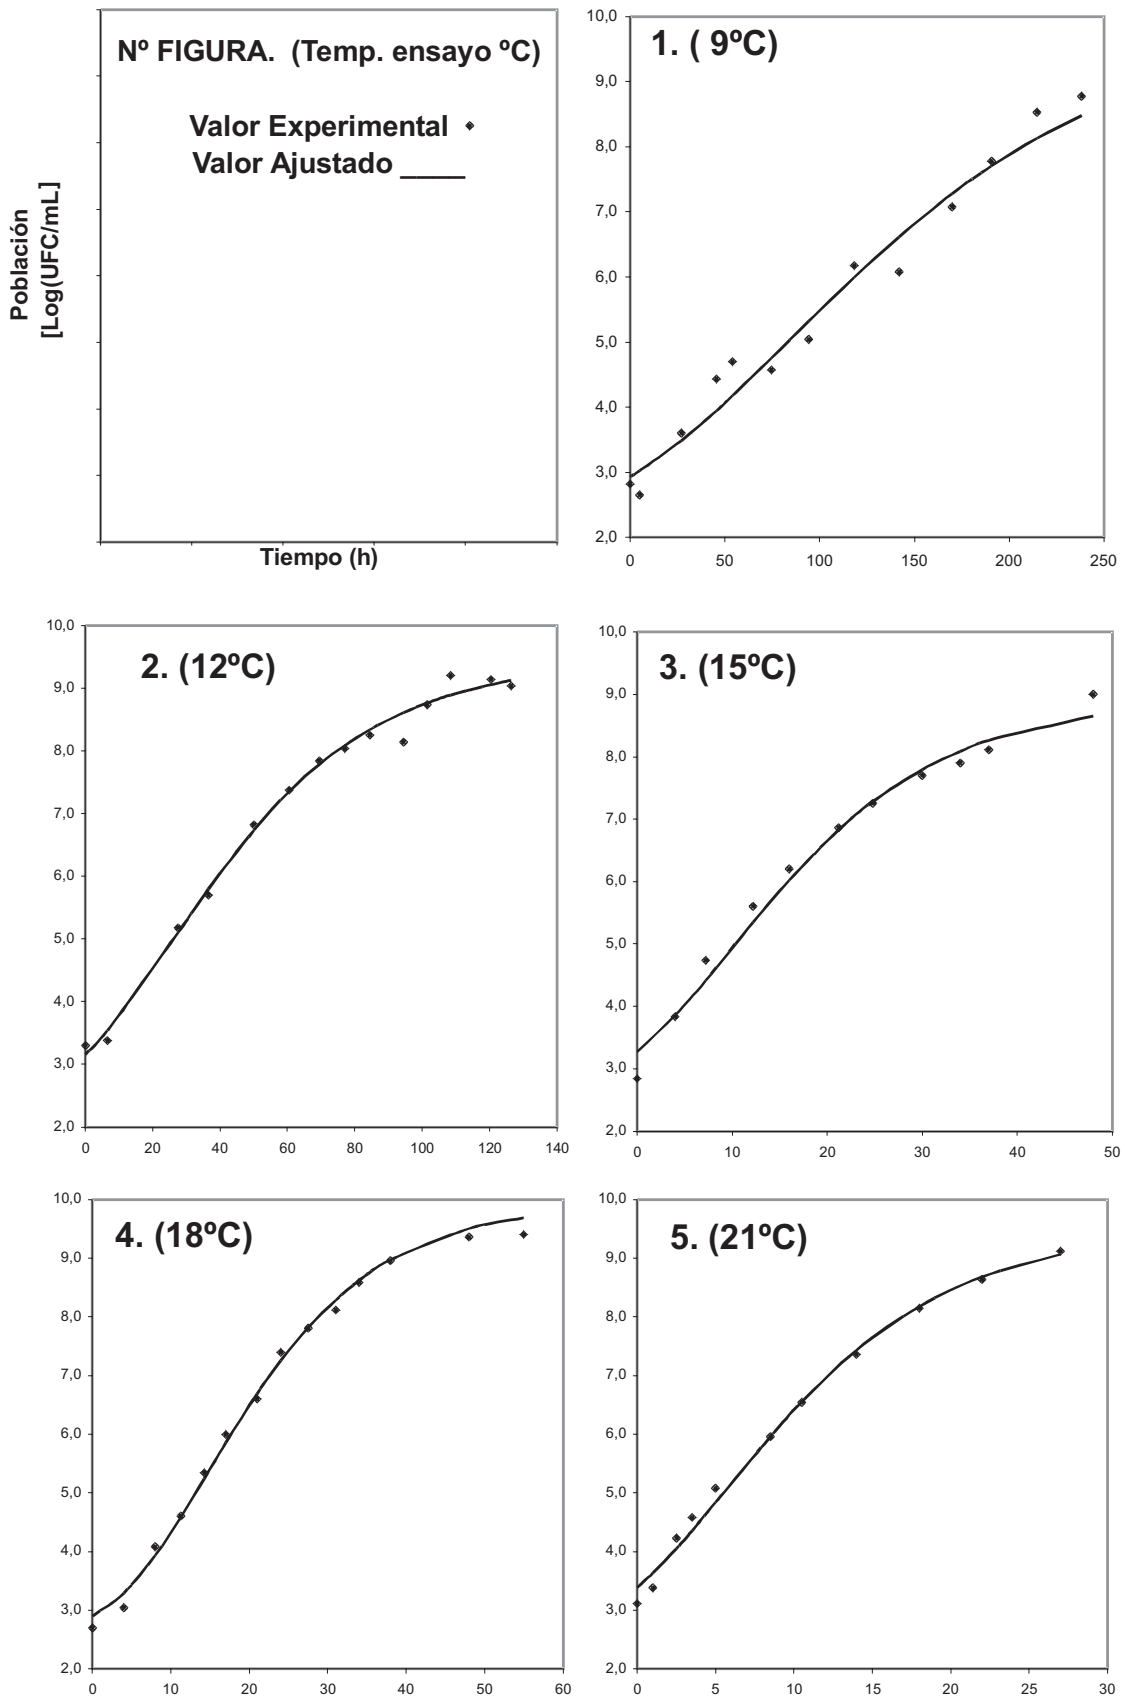 Nº FIGURA. (Temp. ensayo ºC)
Valor Experimental
Valor Ajustado _____
Población
[Log(UFC/mL]
Tiempo (h)
1. ( 9ºC)
10,0
9,0
8,0
7,0
6,0
5,0
4,0
3,0
2,0
0 50 100 150 200 250
2. (12ºC)
10,0
9,0
8,0
7,0
6,0
5,0
4,0
3,0
2,0
0 20 40 60 80 100 120 140
3. (15ºC)
10,0
9,0
8,0
7,0
6,0
5,0
4,0
3,0
2,0
0 10 20 30 40 50
4. (18ºC)
10,0
9,0
8,0
7,0
6,0
5,0
4,0
3,0
2,0
0 10 20 30 40 50 60
5. (21ºC)
10,0
9,0
8,0
7,0
6,0
5,0
4,0
3,0
2,0
0 5 10 15 20 25 30